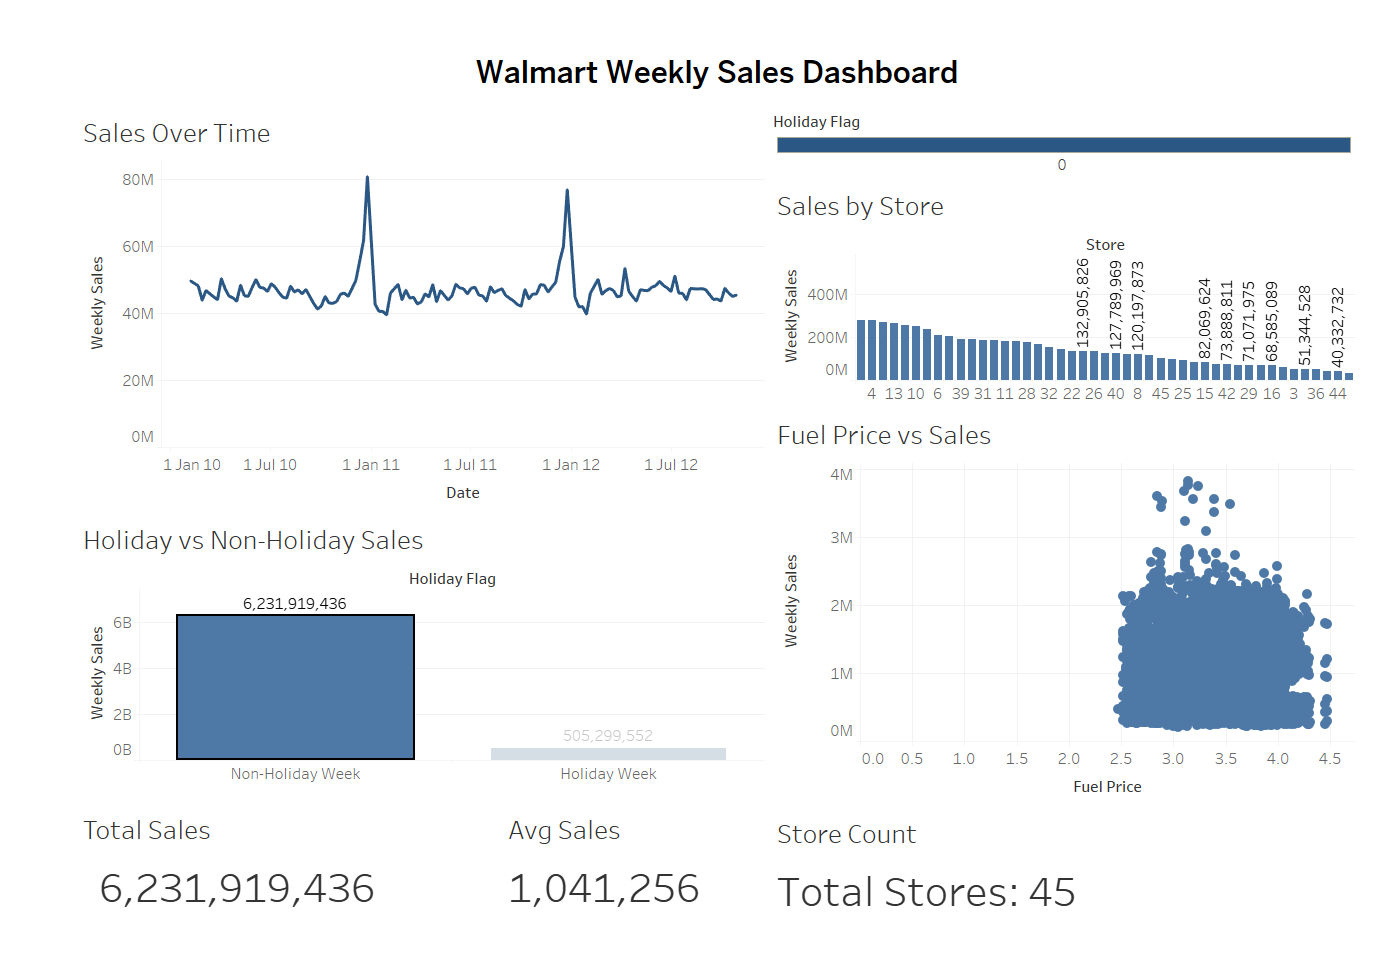 Walmart Weekly Sales Dashboard
Sales Over Time
Weekly Sales
80M
60M
40M
20M
0M
1 Jan 10 1 Jul 10 1 Jan 11 1 Jul 11 1 Jan 12 1 Jul 12
Date
Holiday Flag
0
Sales by Store
Store
Weekly Sales
400M
200M
0M
132,905,826
127,789,969
120,197,873
82,069,624
73,888,811
71,071,975
68,585,089
51,344,528
40,332,732
4 13 10 6 39 31 11 28 32 22 26 40 8 45 25 15 42 29 16 3 36 44
Holiday vs Non-Holiday Sales
Holiday Flag
Weekly Sales
6B
4B
2B
0B
6,231,919,436
505,299,552
Non-Holiday Week Holiday Week
Fuel Price vs Sales
Weekly Sales
4M
3M
2M
1M
0M
0.0 0.5 1.0 1.5 2.0 2.5 3.0 3.5 4.0 4.5
Fuel Price
Total Sales
6,231,919,436
Avg Sales
1,041,256
Store Count
Total Stores: 45